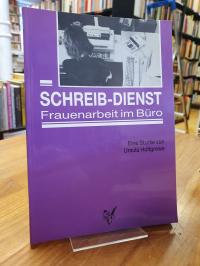 SCHREIB-DIENST
Frauenarbeit im Büro
Eine Studie von
Ursula Holtgrewe